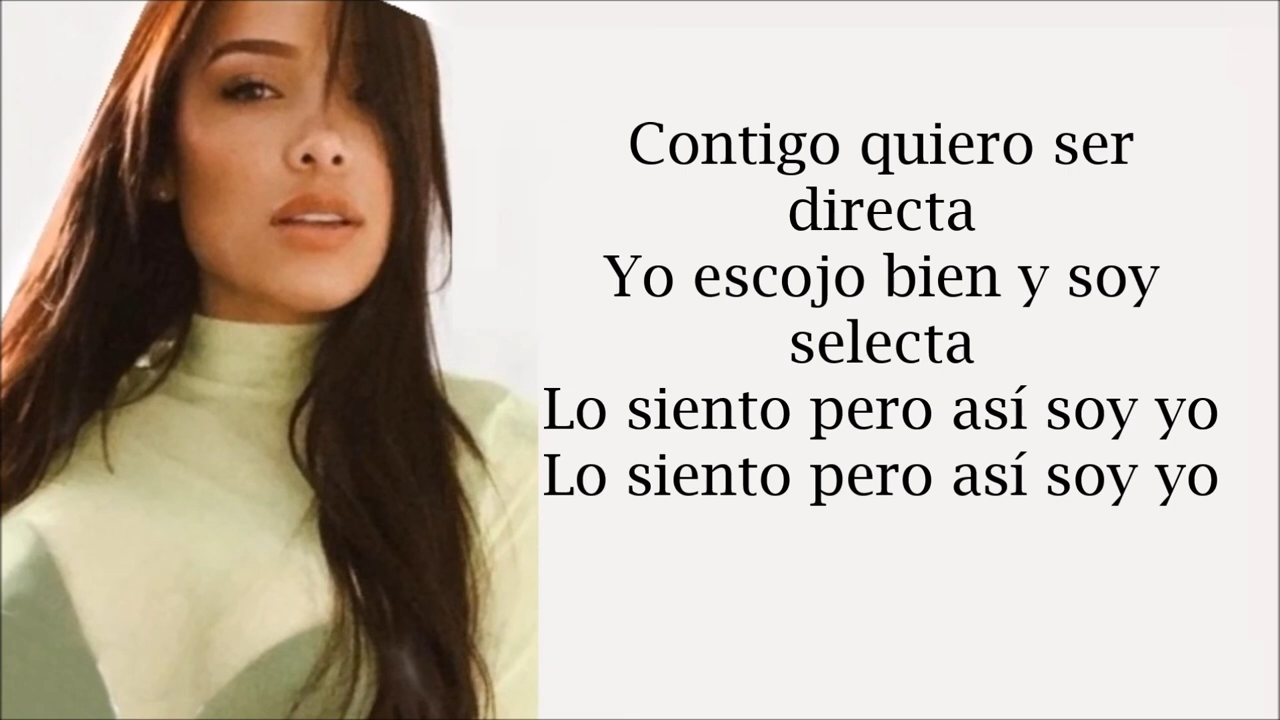 Contigo quiero ser
directa
Yo escojo bien y soy
selecta
Lo siento pero así soy yo
Lo siento pero así soy yo